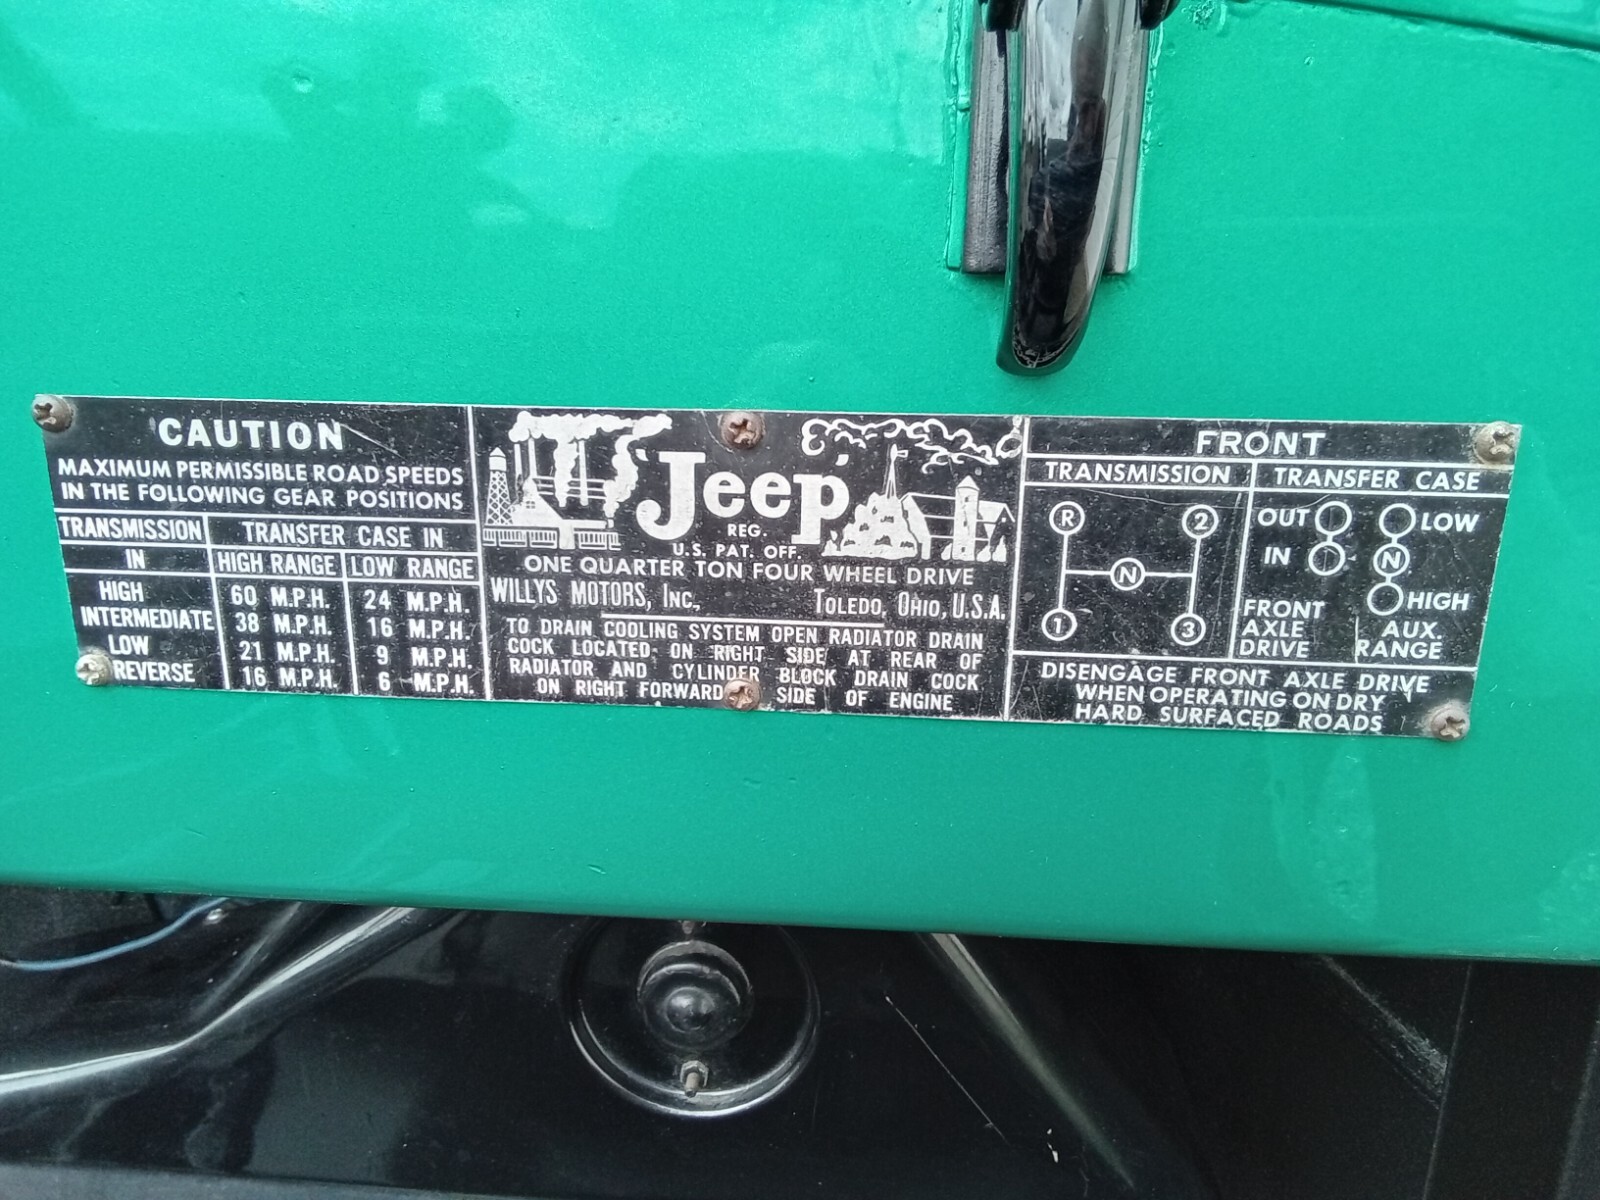 CAUTION
MAXIMUM PERMISSIBLE ROAD SPEEDS
IN THE FOLLOWING GEAR POSITIONS
TRANSMISSION IN
TRANSFER CASE IN
HIGH RANGE LOW RANGE
HIGH 60 M.P.H. 24 M.P.H.
INTERMEDIATE 38 M.P.H. 16 M.P.H.
LOW 21 M.P.H. 9 M.P.H.
REVERSE 16 M.P.H. 6 M.P.H.
'Jeep'
REG.
U.S. PAT. OFF.
ONE QUARTER TON FOUR WHEEL DRIVE
WILLYS MOTORS, INC., TOLEDO, OHIO, U.S.A.
TO DRAIN COOLING SYSTEM OPEN RADIATOR DRAIN
COCK LOCATED ON RIGHT SIDE AT REAR OF
RADIATOR AND CYLINDER BLOCK DRAIN COCK
ON RIGHT FORWARD SIDE OF ENGINE
FRONT
TRANSMISSION
R 2
N
1 3
TRANSFER CASE
OUT LOW
IN N
HIGH
FRONT
AXLE
DRIVE
AUX.
RANGE
DISENGAGE FRONT AXLE DRIVE
WHEN OPERATING ON DRY
HARD SURFACED ROADS